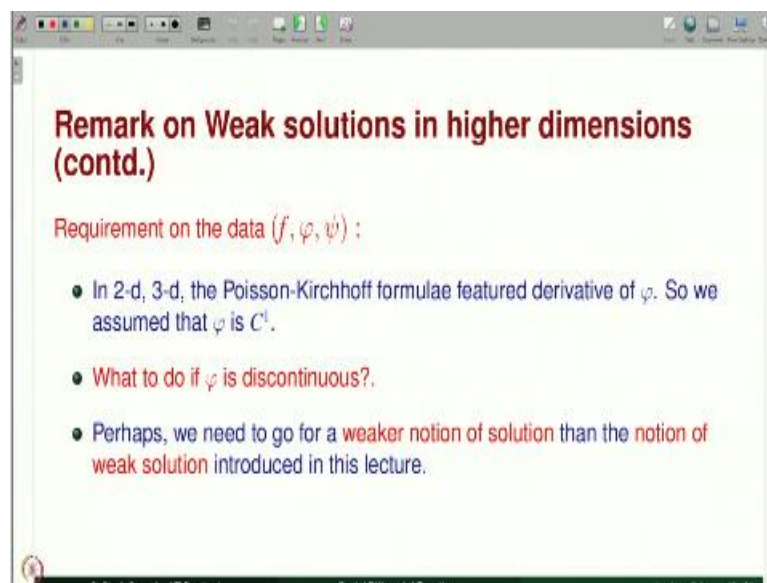 Remark on Weak solutions in higher dimensions
(contd.)
Requirement on the data (f, φ, ψ) :
In 2-d, 3-d, the Poisson-Kirchhoff formulae featured derivative of φ. So we
assumed that φ is C¹.
What to do if φ is discontinuous?.
Perhaps, we need to go for a weaker notion of solution than the notion of
weak solution introduced in this lecture.